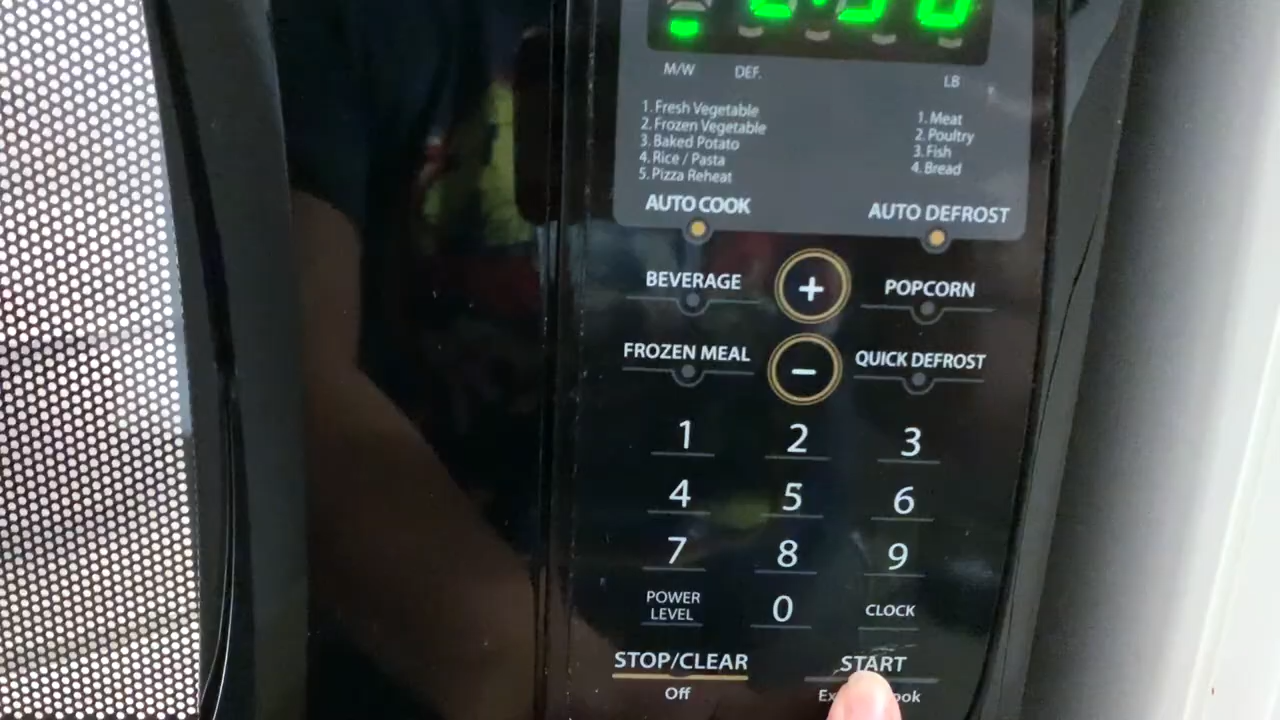 M/W DEF. LB
1. Fresh Vegetable
2. Frozen Vegetable
3. Baked Potato
4. Rice / Pasta
5. Pizza Reheat
1. Meat
2. Poultry
3. Fish
4. Bread
AUTO COOK
AUTO DEFROST
BEVERAGE
+
POPCORN
FROZEN MEAL
−
QUICK DEFROST
1 2 3
4 5 6
7 8 9
POWER
LEVEL
0
CLOCK
STOP/CLEAR
START
Off